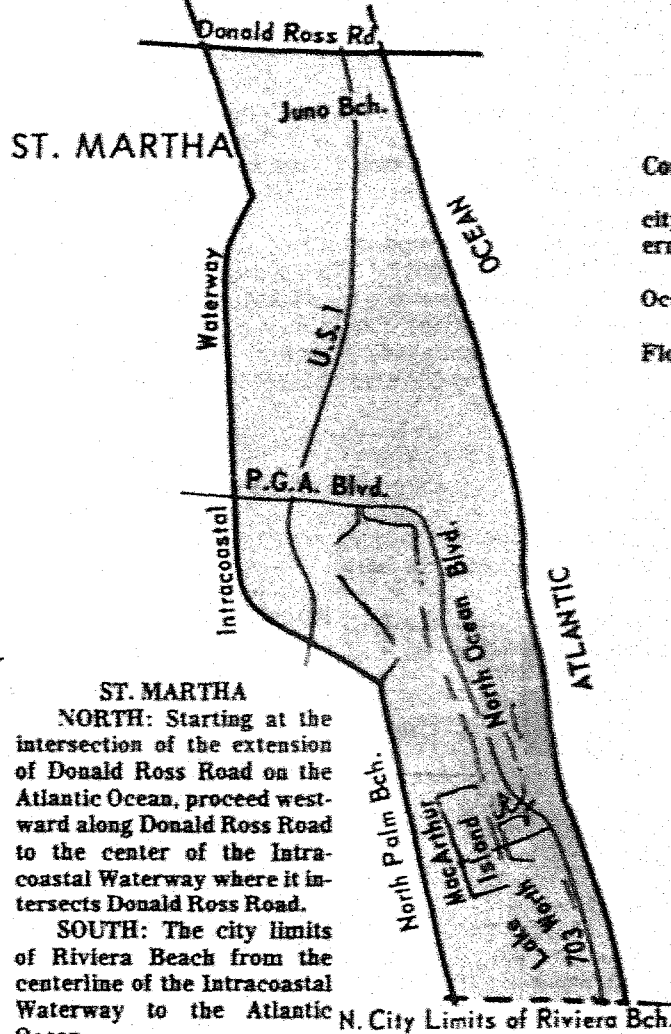 Donald Ross Rd.
Juno Bch.
ST. MARTHA
OCEAN
Waterway
U.S. 1
P.G.A. Blvd.
Intracoastal
North Ocean Blvd.
ATLANTIC
North Palm Bch.
MacArthur
Island
Lake
Worth
703
N. City Limits of Riviera Bch.
ST. MARTHA
NORTH: Starting at the
intersection of the extension
of Donald Ross Road on the
Atlantic Ocean, proceed west-
ward along Donald Ross Road
to the center of the Intra-
coastal Waterway where it in-
tersects Donald Ross Road.
SOUTH: The city limits
of Riviera Beach from the
centerline of the Intracoastal
Waterway to the Atlantic